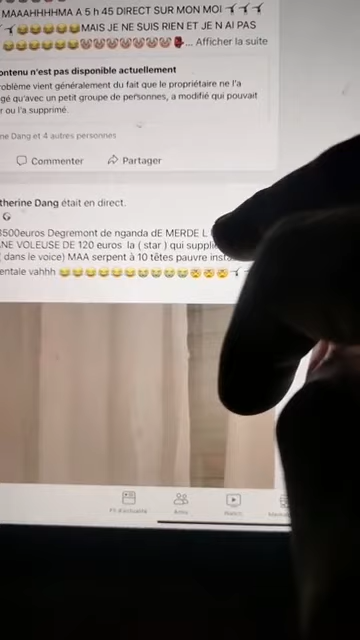 MAAAHHHMA A 5 h 45 DIRECT SUR MON MOI
😂😂😂😂😂MAIS JE NE SUIS RIEN ET JE N AI PAS
😂😂😂😂😂😂🤡🤡🤡🤡🤡🤡🤡... Afficher la suite
ontenu n'est pas disponible actuellement
oblème vient généralement du fait que le propriétaire ne l'a
gé qu'avec un petit groupe de personnes, a modifié qui pouvait
r ou l'a supprimé.
ne Dang et 4 autres personnes
Commenter Partager
therine Dang était en direct.
1500euros Degremont de nganda dE MERDE L
NE VOLEUSE DE 120 euros la ( star ) qui suppli
( dans le voice) MAA serpent à 10 têtes pauvre inst
entale vahhh
Fil d'actualité Amis Watch